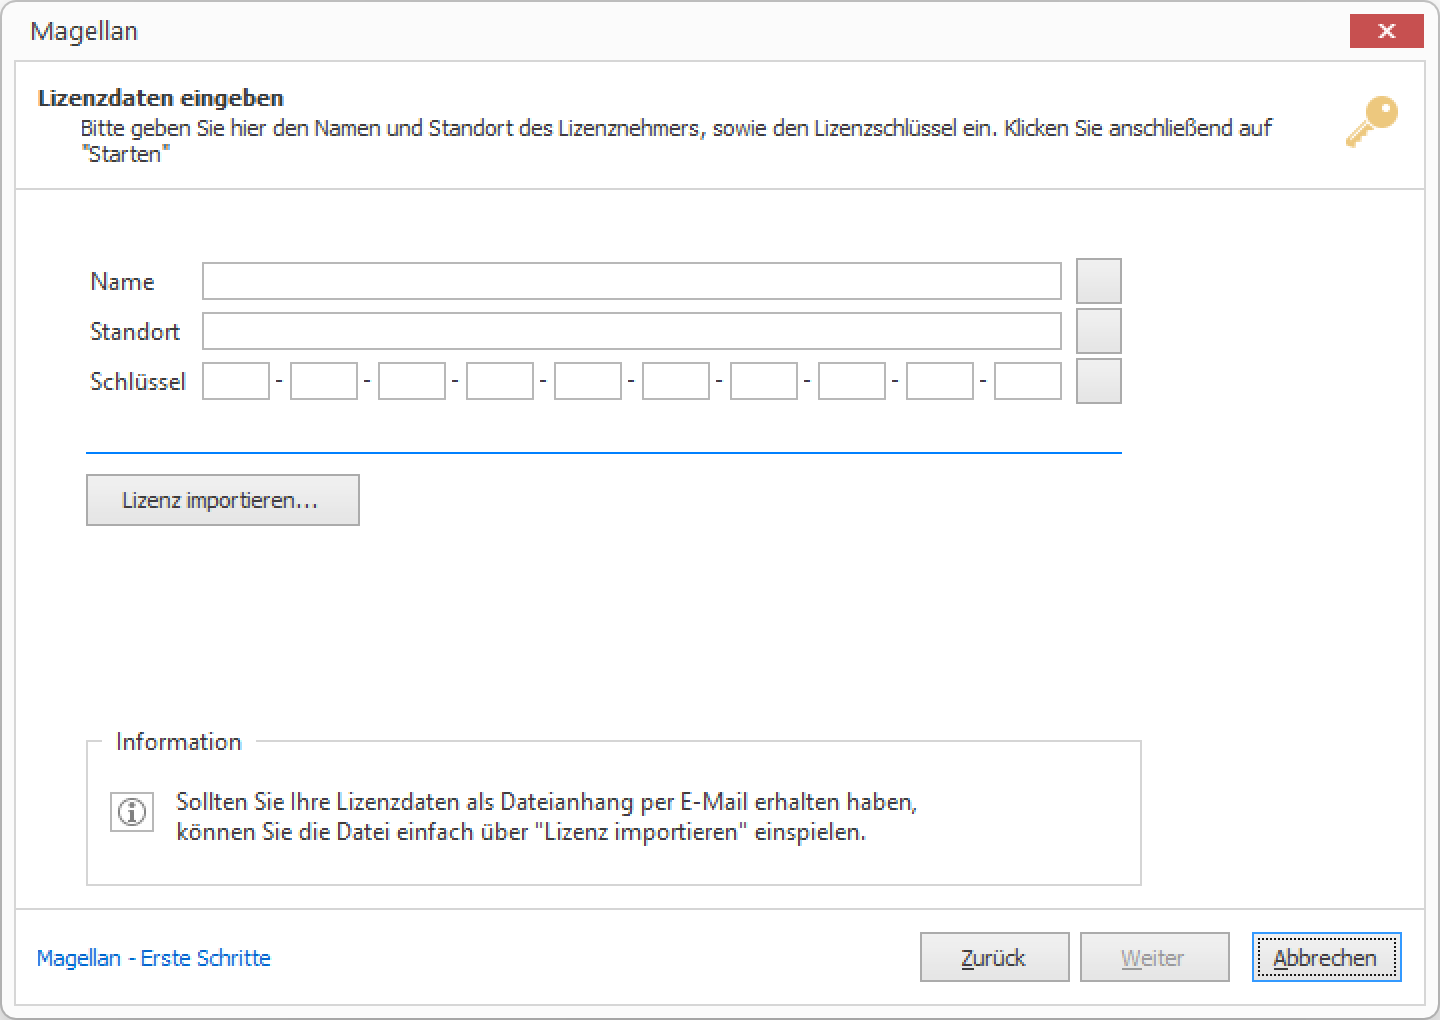 Magellan
Lizenzdaten eingeben
Bitte geben Sie hier den Namen und Standort des Lizenznehmers, sowie den Lizenzschlüssel ein. Klicken Sie anschließend auf
"Starten"
Name
Standort
Schlüssel - - - - - - - - -
Lizenz importieren...
Information
Sollten Sie Ihre Lizenzdaten als Dateianhang per E-Mail erhalten haben,
können Sie die Datei einfach über "Lizenz importieren" einspielen.
Magellan - Erste Schritte
Zurück
Weiter
Abbrechen